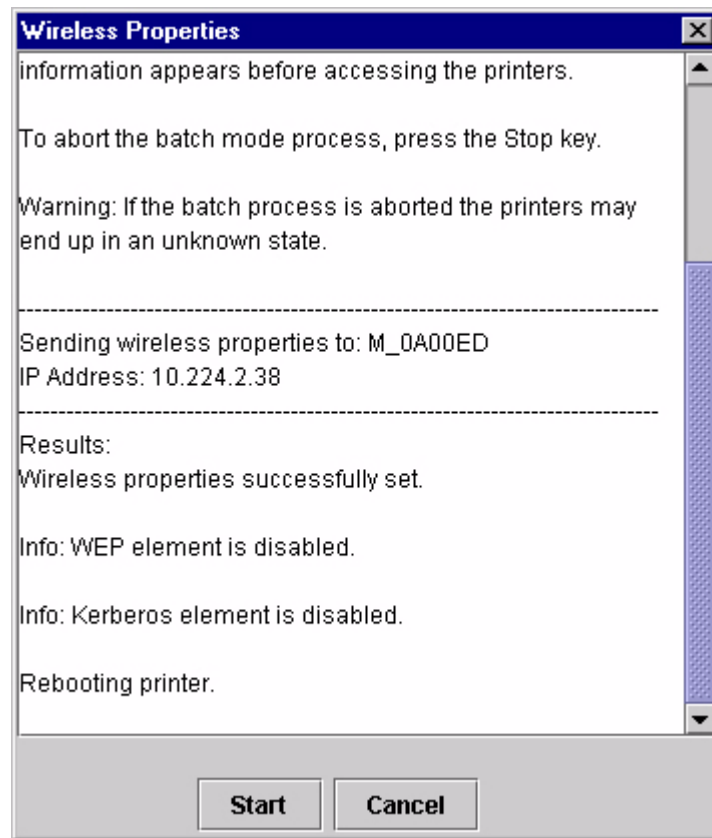 Wireless Properties
information appears before accessing the printers.
To abort the batch mode process, press the Stop key.
Warning: If the batch process is aborted the printers may
end up in an unknown state.
--------------------------------------------------------------------------------
Sending wireless properties to: M_0A00ED
IP Address: 10.224.2.38
--------------------------------------------------------------------------------
Results:
Wireless properties successfully set.
Info: WEP element is disabled.
Info: Kerberos element is disabled.
Rebooting printer.
Start Cancel